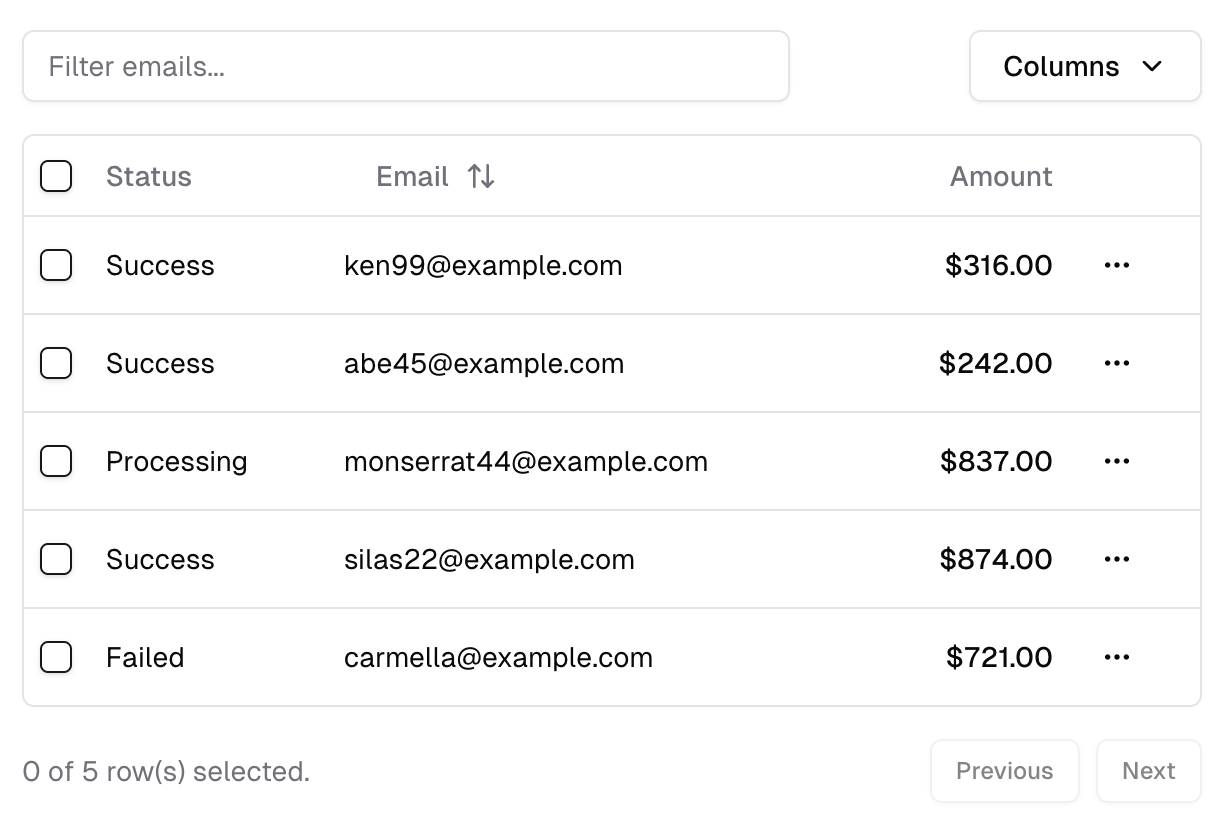 Filter emails...
Columns
Status Email Amount
Success ken99@example.com $316.00
Success abe45@example.com $242.00
Processing monserrat44@example.com $837.00
Success silas22@example.com $874.00
Failed carmella@example.com $721.00
0 of 5 row(s) selected.
Previous Next